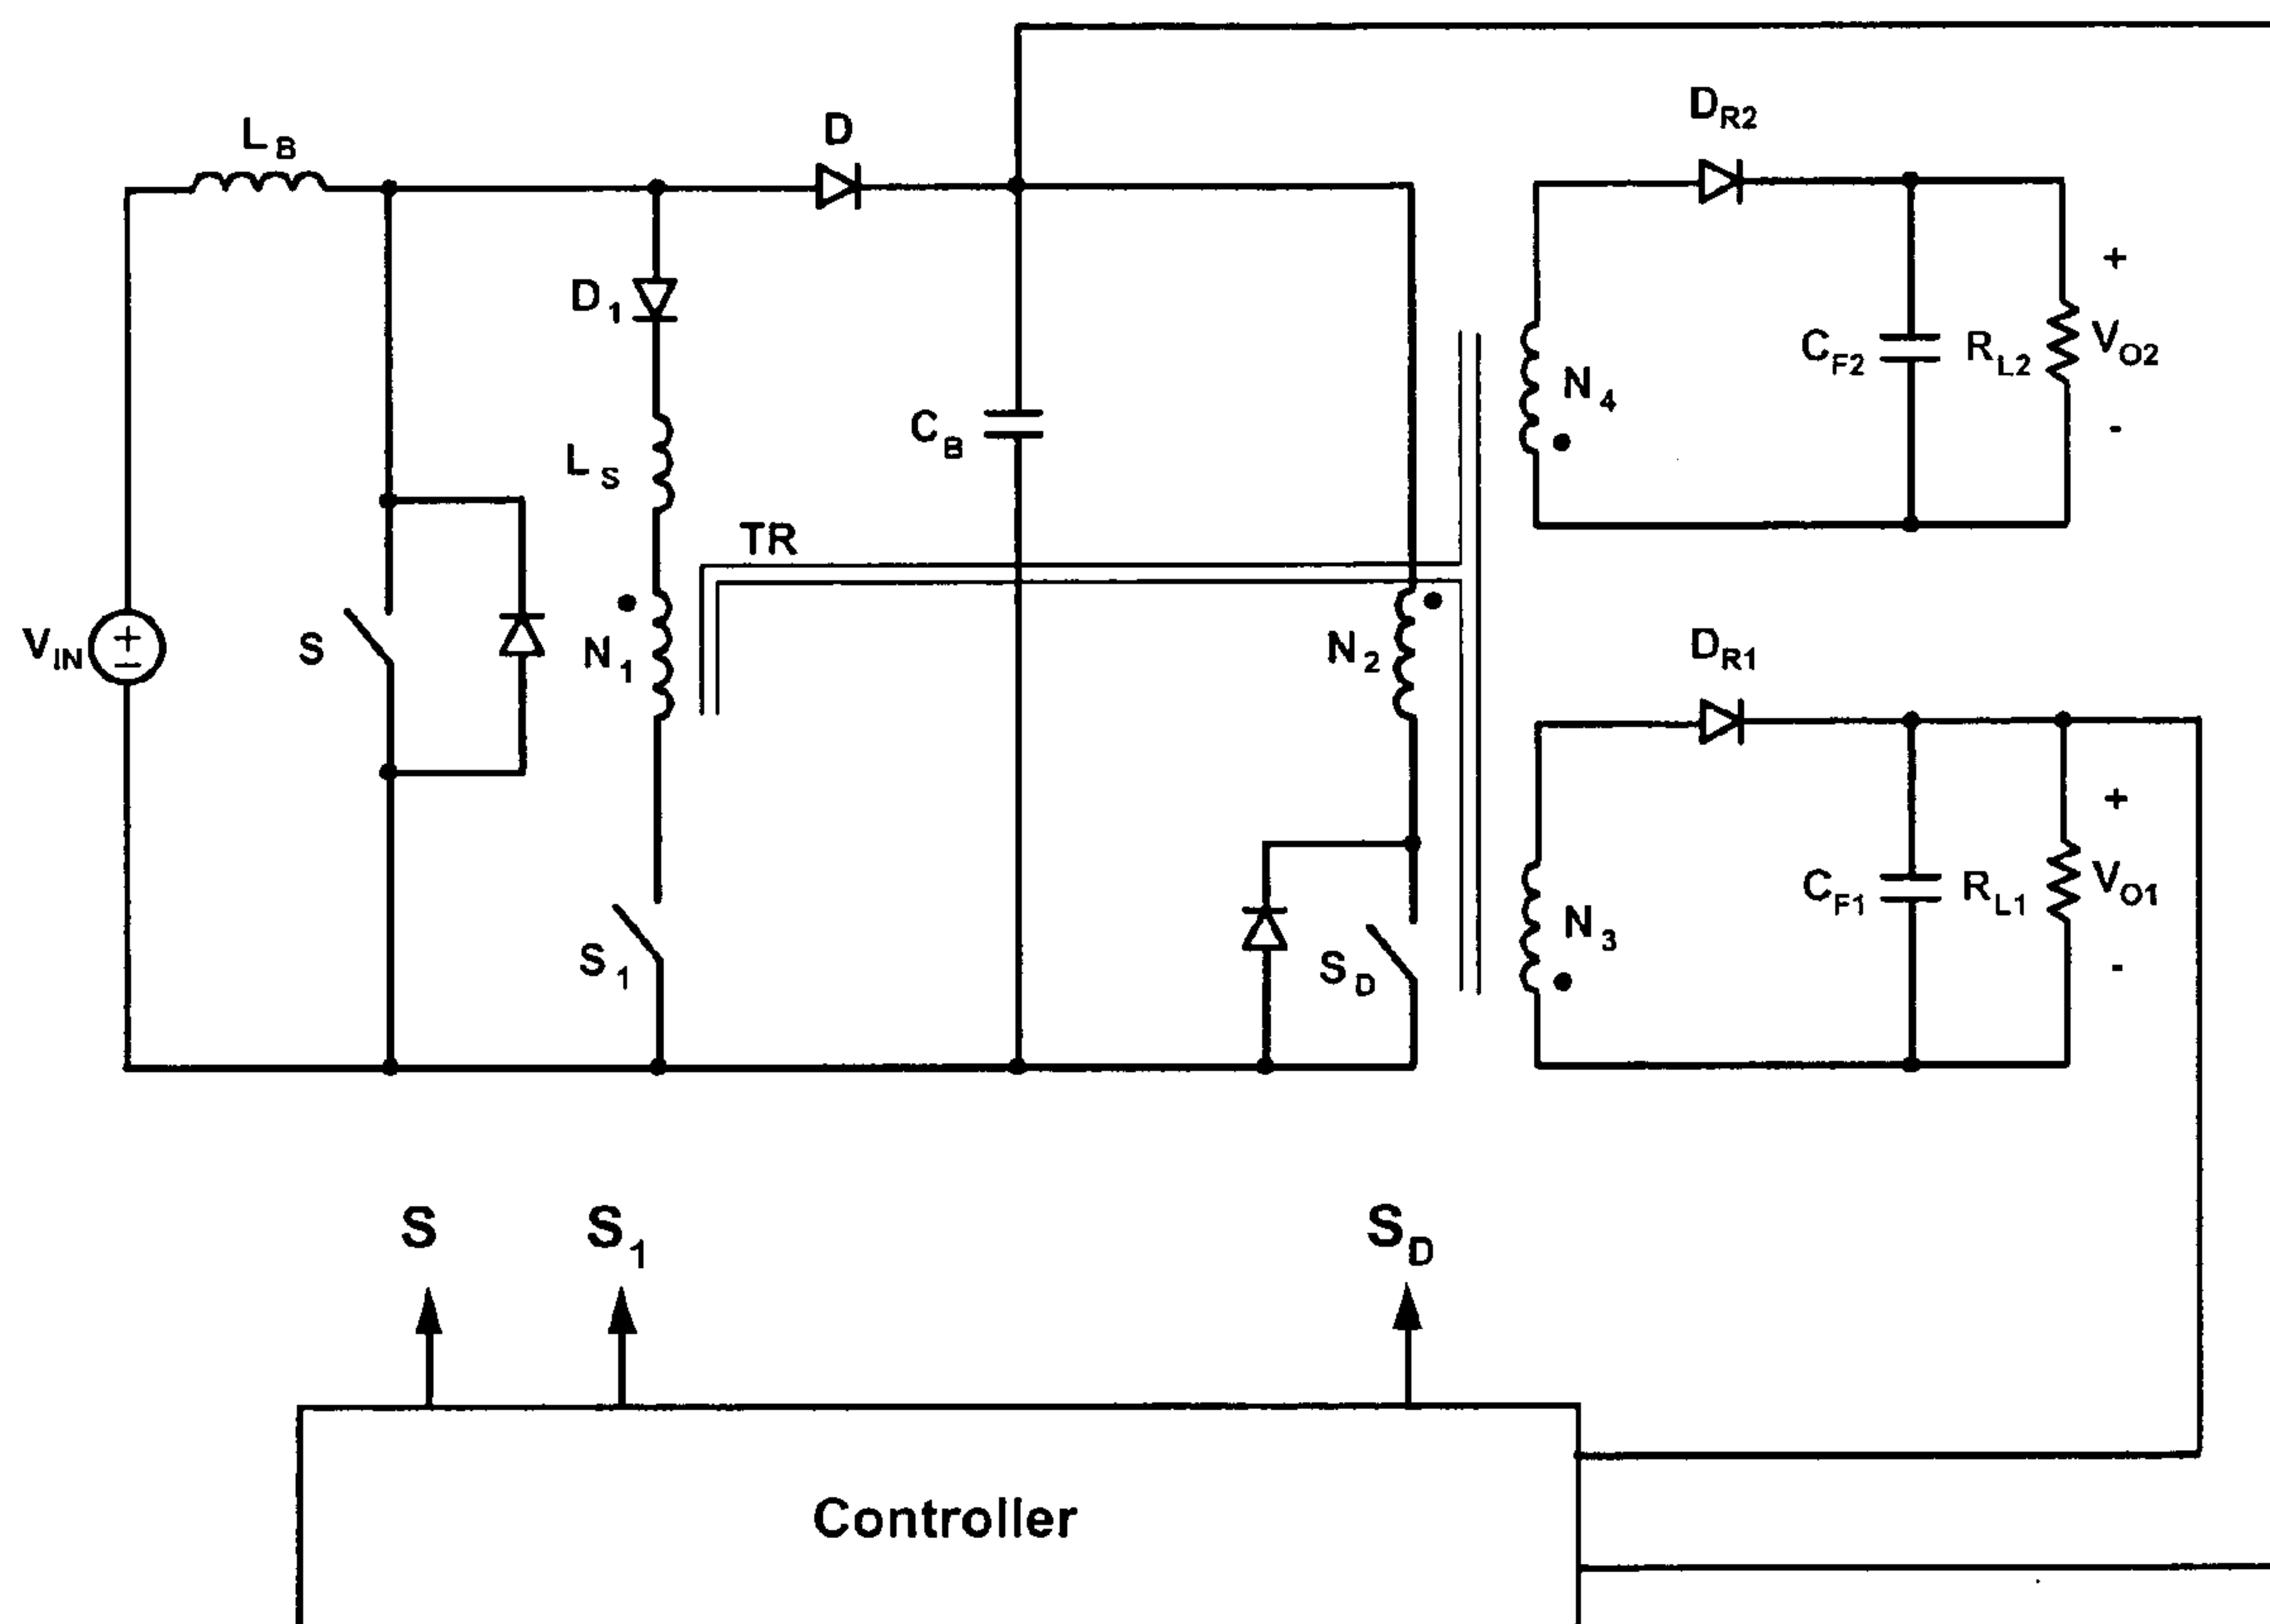 L_B
D
D_R2
D_1
C_F2
R_L2
V_O2
+
-
N_4
C_B
L_S
TR
V_IN
+
-
S
N_1
N_2
D_R1
+
-
C_F1
R_L1
V_O1
N_3
S_1
S_D
S
S_1
S_D
Controller